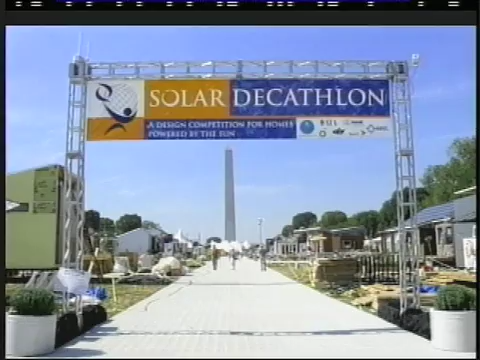 SOLAR DECATHLON
A DESIGN COMPETITION FOR HOMES
POWERED BY THE SUN